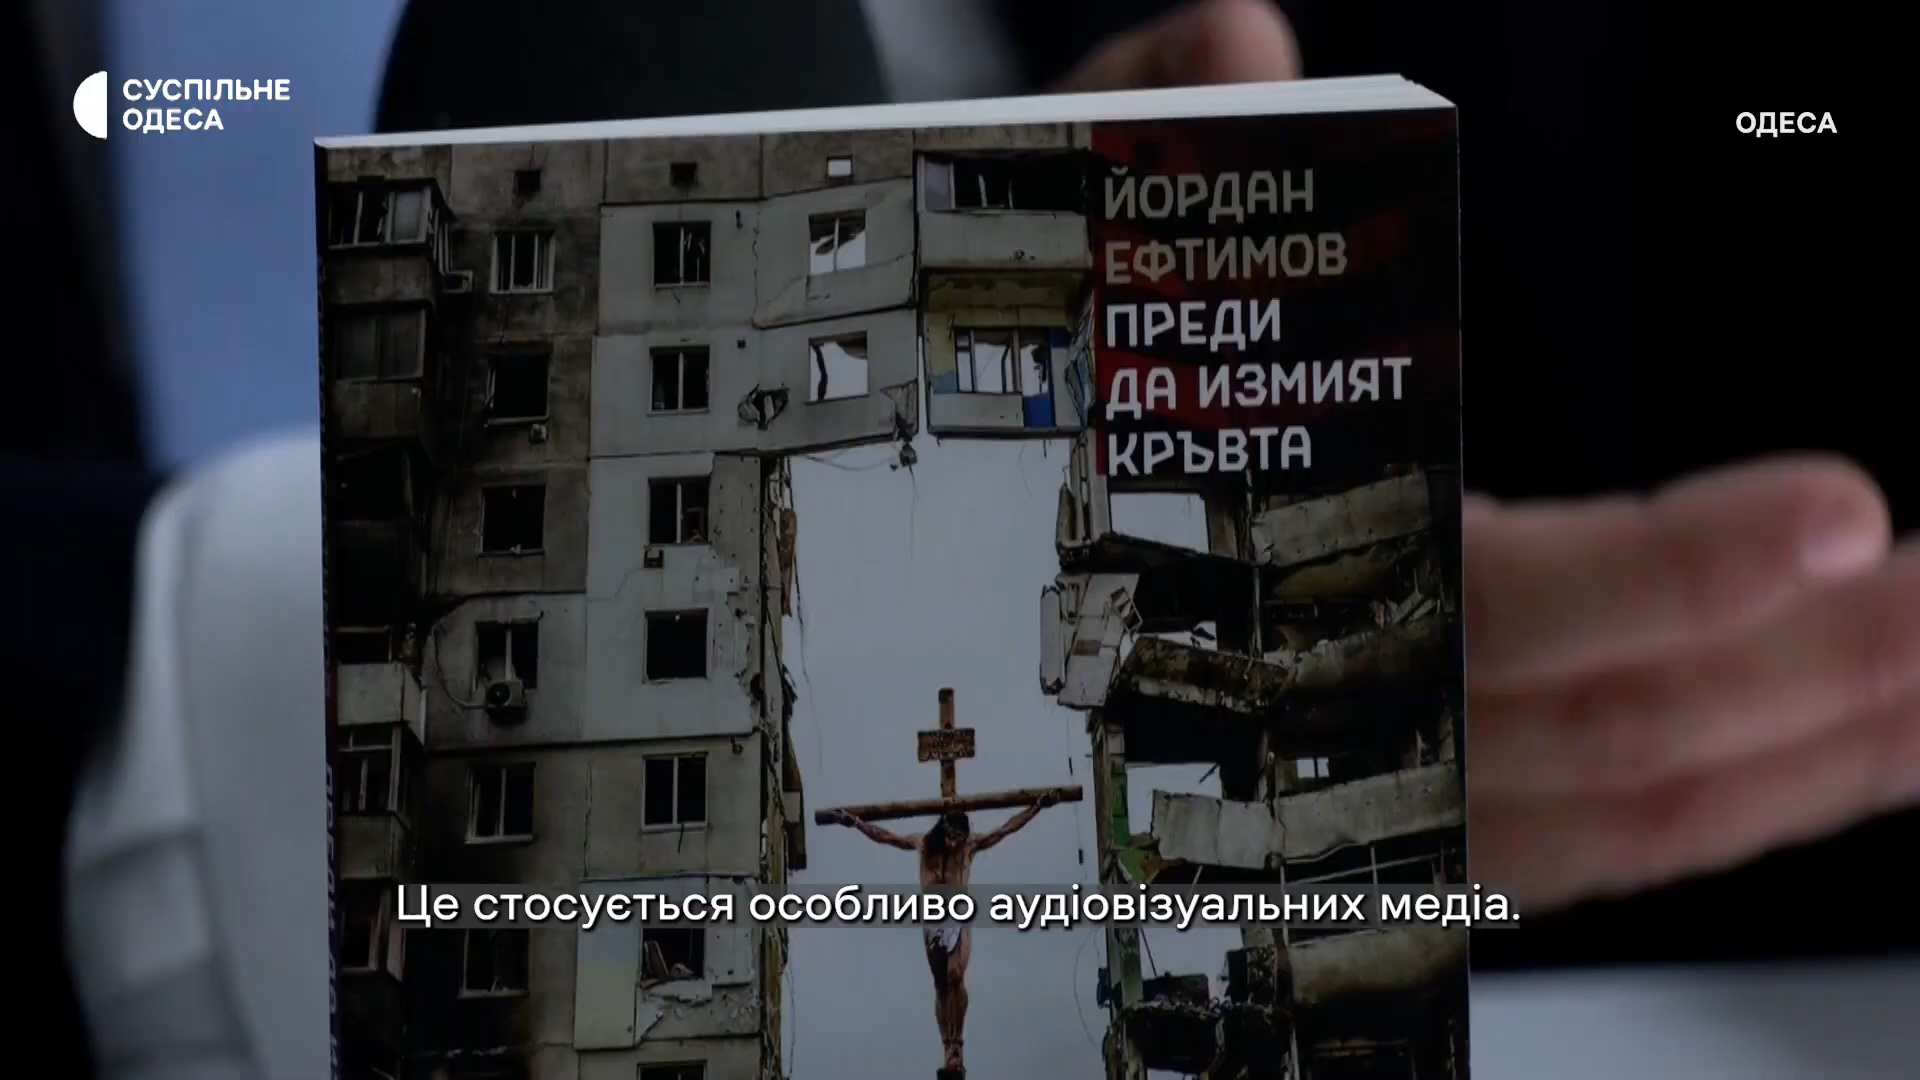 СУСПІЛЬНЕ
ОДЕСА
ОДЕСА
ЙОРДАН
ЕФТИМОВ
ПРЕДИ
ДА ИЗМИЯТ
КРЪВТА
Це стосується особливо аудіовізуальних медіа.